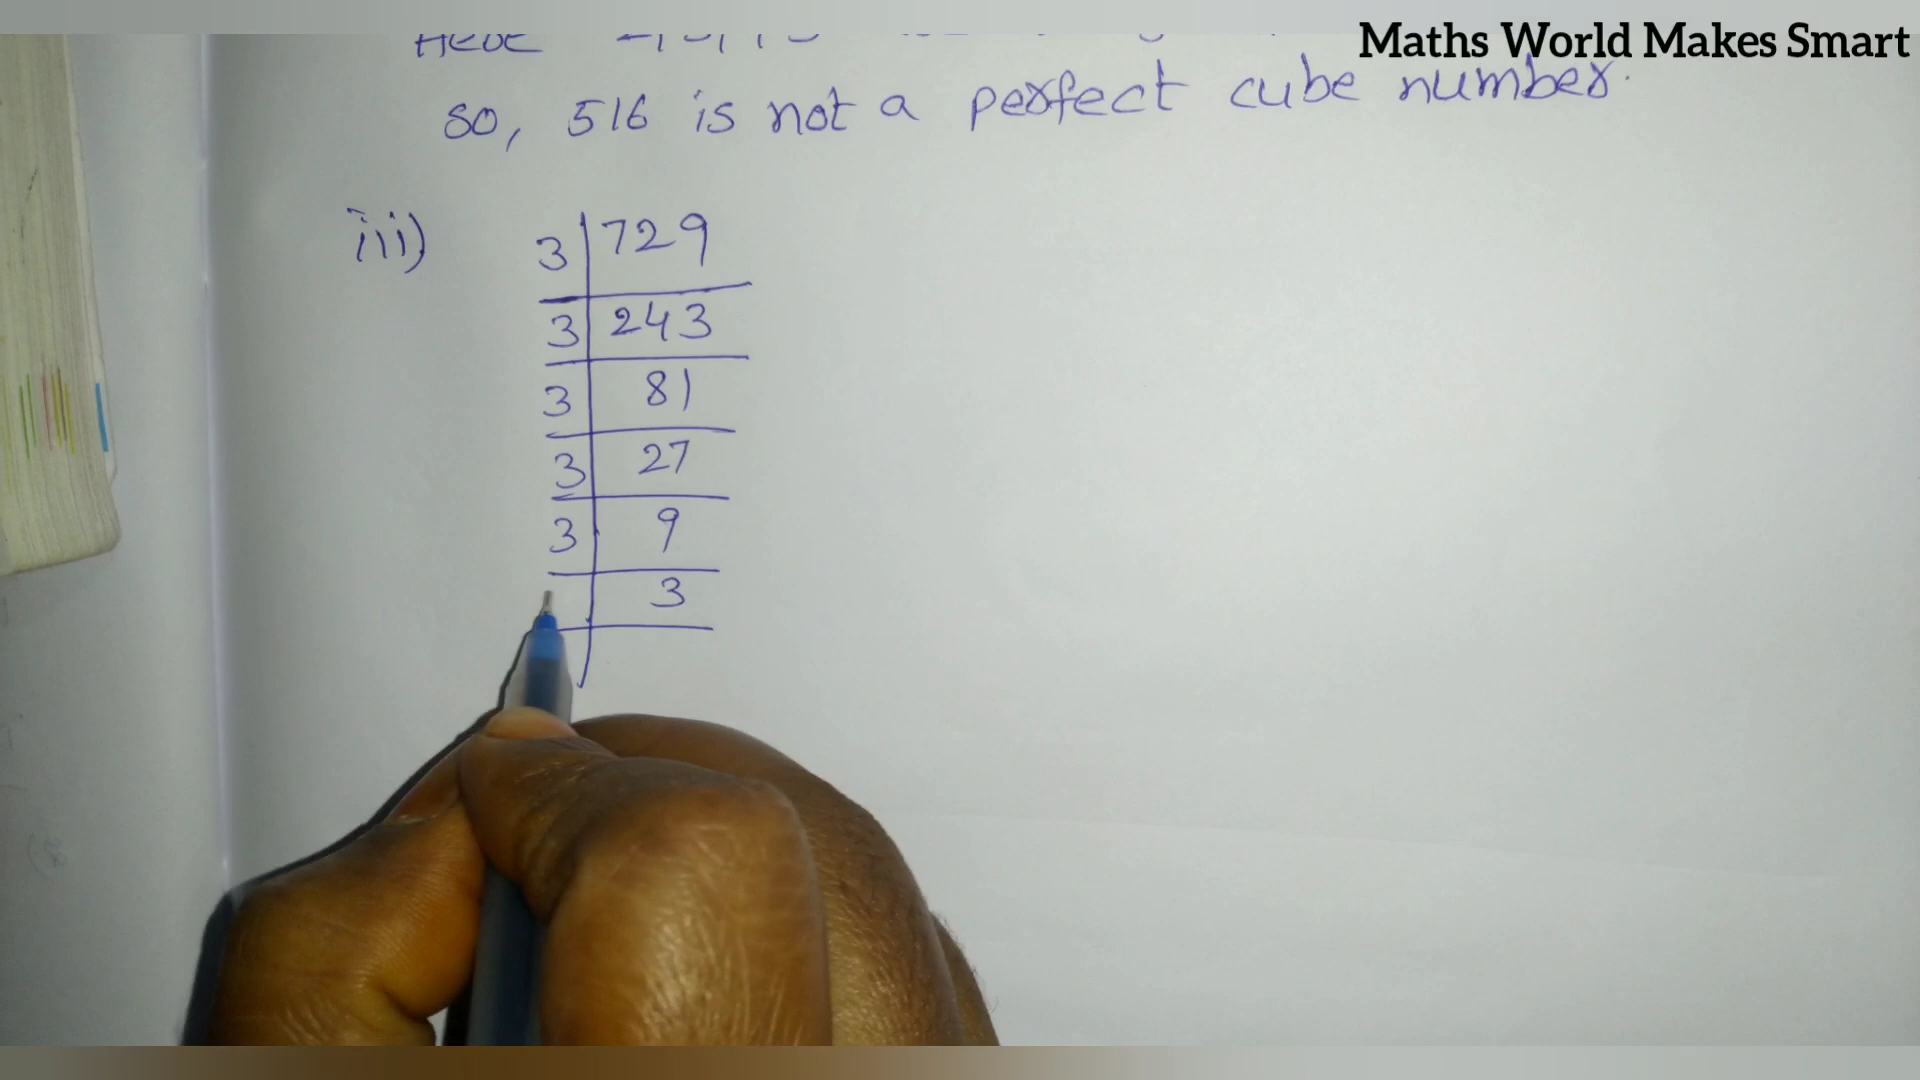 Maths World Makes Smart
so, 516 is not a perfect cube number.
iii) 3 | 729
3 | 243
3 | 81
3 | 27
3 | 9
3